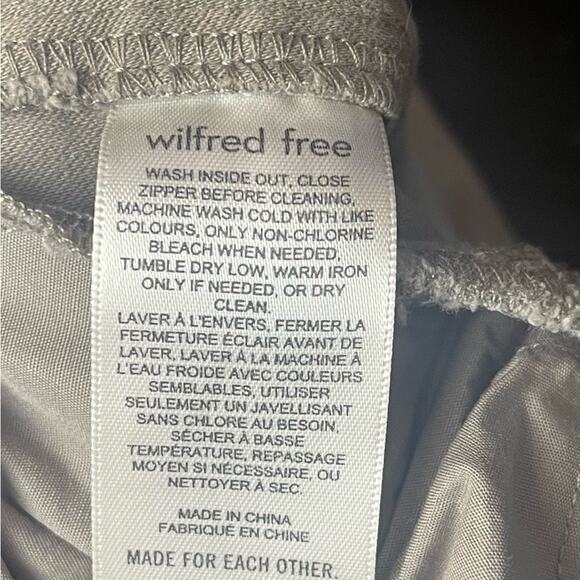 wilfred free
WASH INSIDE OUT, CLOSE
ZIPPER BEFORE CLEANING,
MACHINE WASH COLD WITH LIKE
COLOURS, ONLY NON-CHLORINE
BLEACH WHEN NEEDED,
TUMBLE DRY LOW, WARM IRON
ONLY IF NEEDED, OR DRY
CLEAN.
LAVER À L'ENVERS, FERMER LA
FERMETURE ÉCLAIR AVANT DE
LAVER, LAVER À LA MACHINE À
L'EAU FROIDE AVEC COULEURS
SEMBLABLES, UTILISER
SEULEMENT UN JAVELLISANT
SANS CHLORE AU BESOIN,
SÉCHER À BASSE
TEMPÉRATURE, REPASSAGE
MOYEN SI NÉCESSAIRE, OU
NETTOYER À SEC.
MADE IN CHINA
FABRIQUÉ EN CHINE
MADE FOR EACH OTHER.